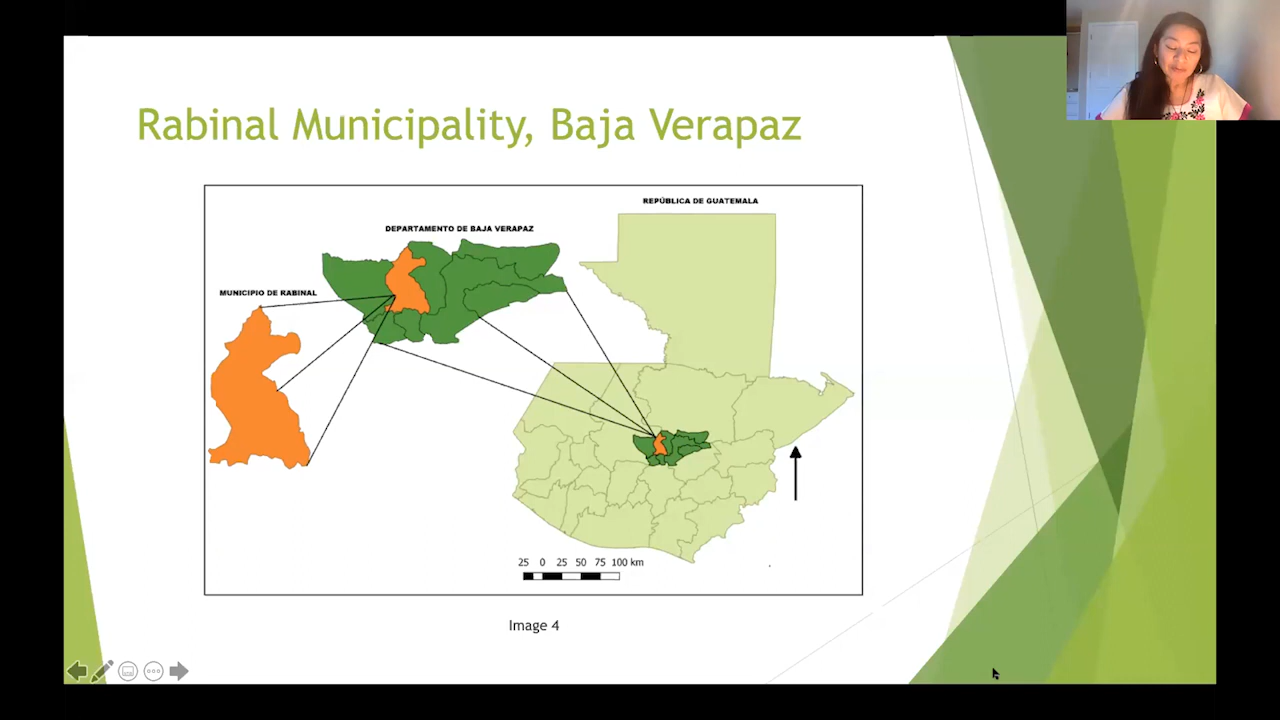 Rabinal Municipality, Baja Verapaz
REPÚBLICA DE GUATEMALA
DEPARTAMENTO DE BAJA VERAPAZ
MUNICIPIO DE RABINAL
25 0 25 50 75 100 km
Image 4